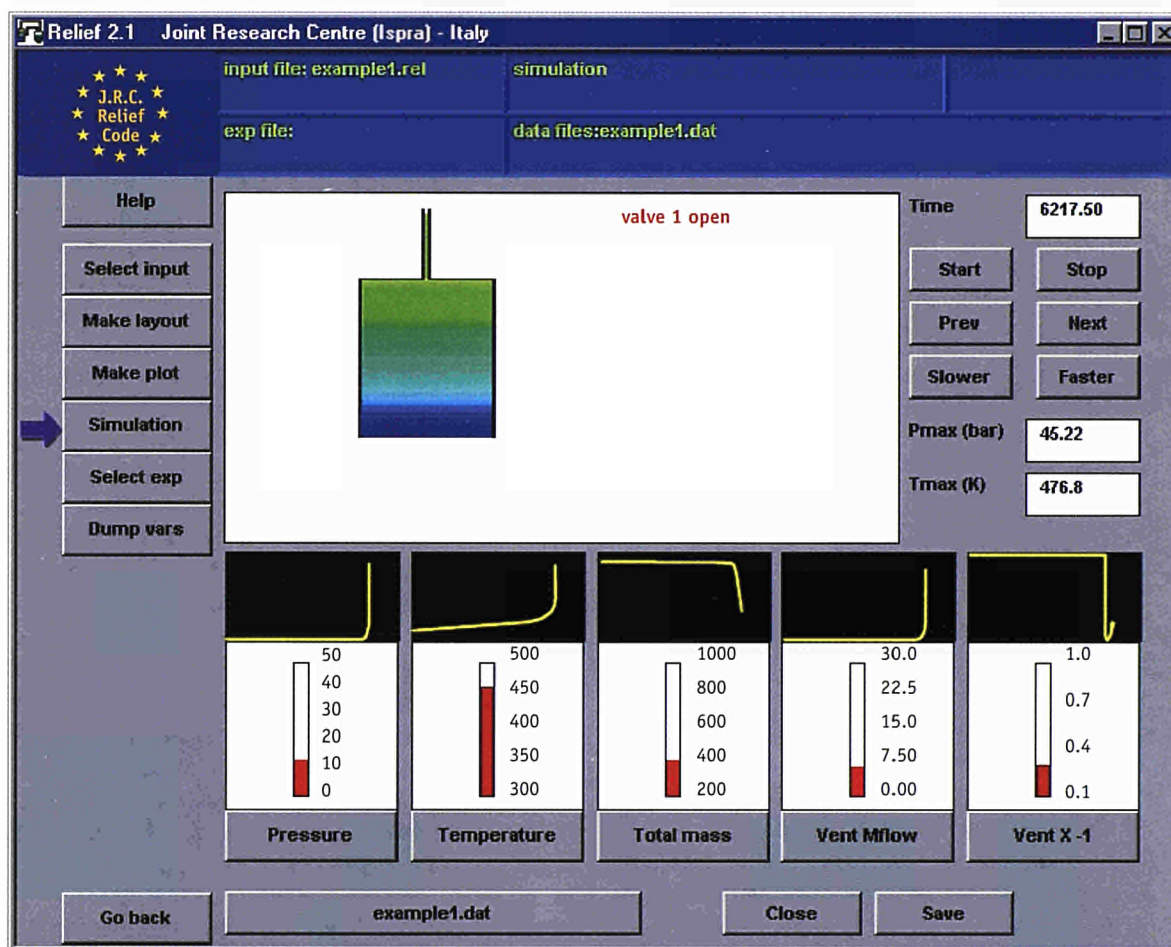 Relief 2.1 Joint Research Centre (Ispra) - Italy
J.R.C.
Relief
Code
input file: example1.rel
simulation
exp file:
data files:example1.dat
Help
Select input
Make layout
Make plot
Simulation
Select exp
Dump vars
Go back
valve 1 open
Time 6217.50
Start Stop
Prev Next
Slower Faster
Pmax (bar) 45.22
Tmax (K) 476.8
50
40
30
20
10
0
Pressure
500
450
400
350
300
Temperature
1000
800
600
400
200
Total mass
30.0
22.5
15.0
7.50
0.00
Vent Mflow
1.0
0.7
0.4
0.1
Vent X -1
example1.dat
Close
Save